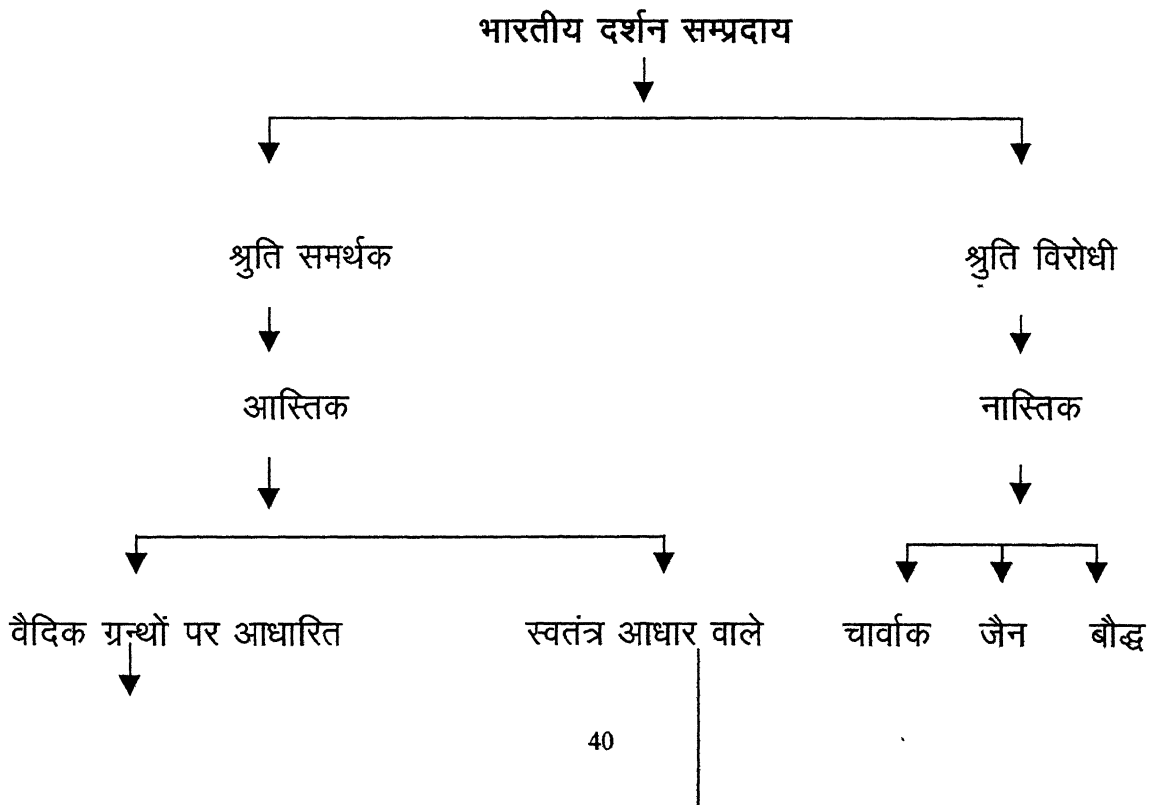 भारतीय दर्शन सम्प्रदाय
श्रुति समर्थक श्रुति विरोधी
आस्तिक नास्तिक
वैदिक ग्रन्थों पर आधारित स्वतंत्र आधार वाले चार्वाक जैन बौद्ध
40